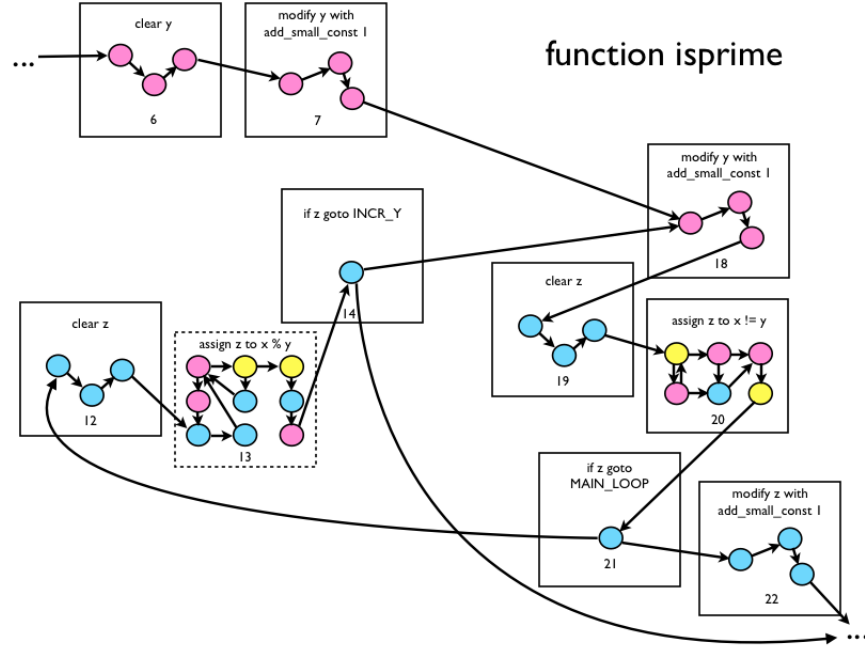 function isprime
...
clear y
6
modify y with
add_small_const 1
7
modify y with
add_small_const 1
18
if z goto INCR_Y
14
clear z
19
clear z
12
assign z to x % y
13
assign z to x != y
20
if z goto
MAIN_LOOP
21
modify z with
add_small_const 1
22
...